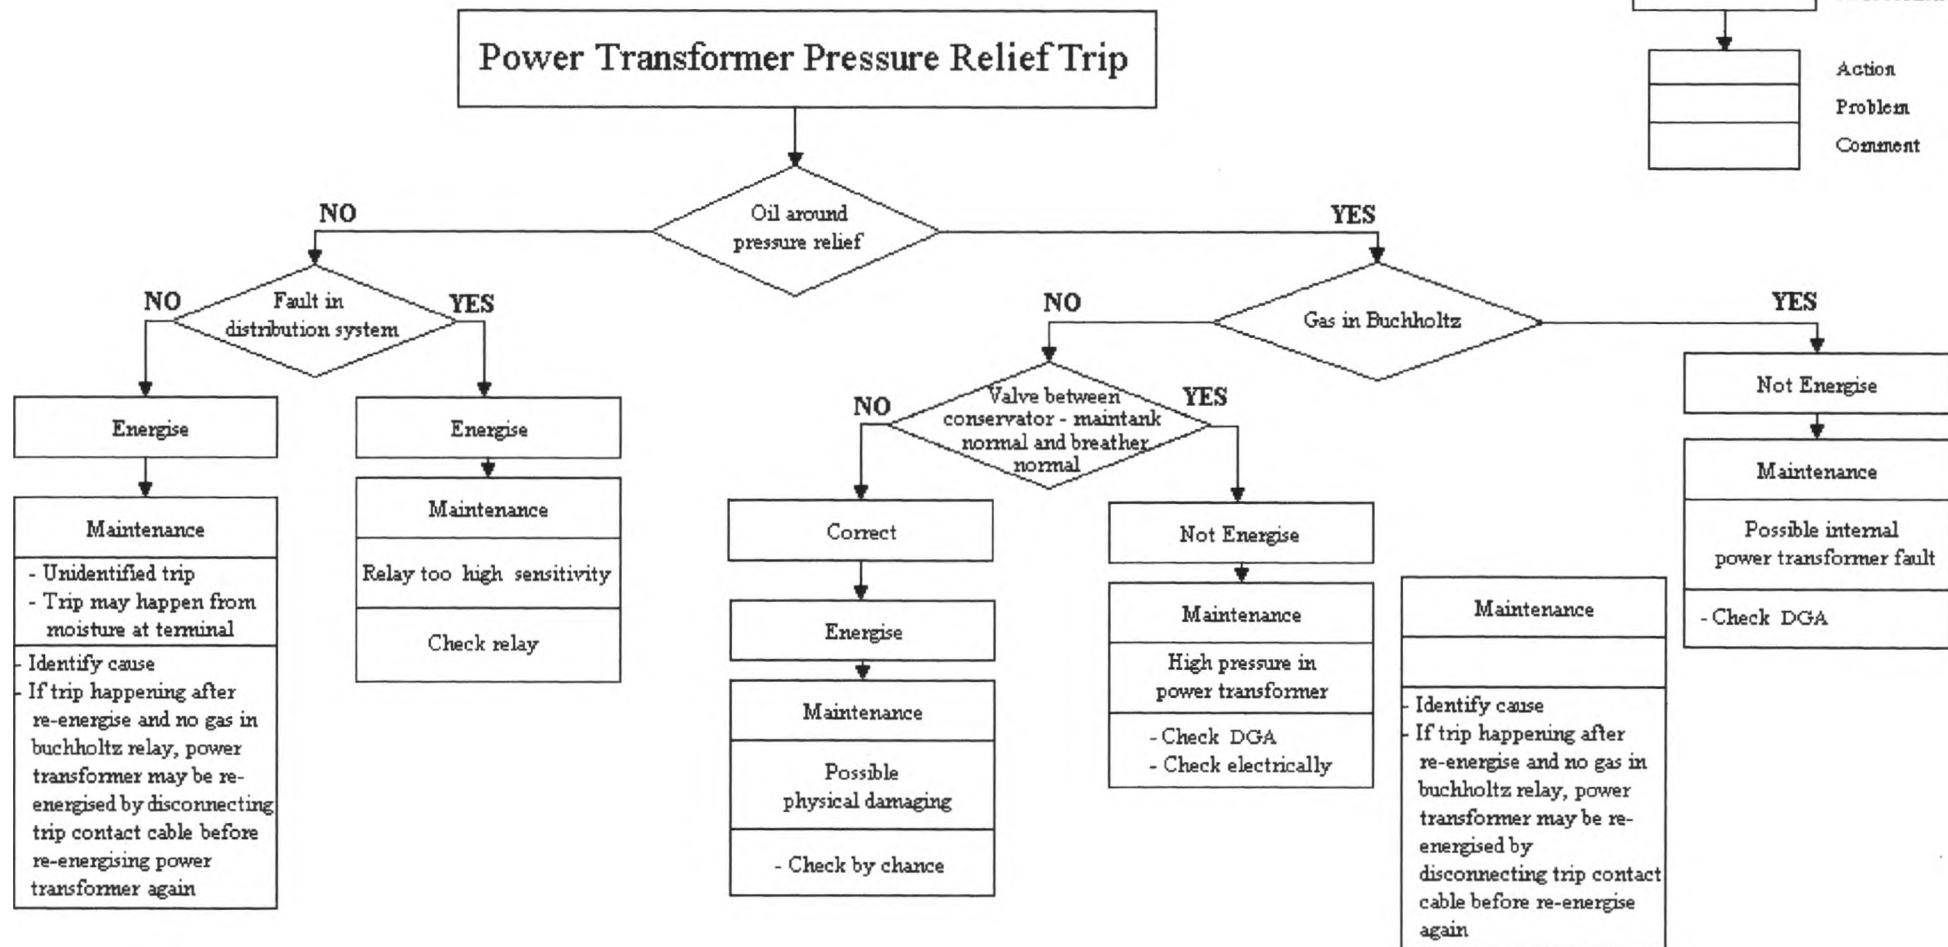 Power Transformer Pressure Relief Trip
Action
Problem
Comment
Oil around
pressure relief
NO
YES
Fault in
distribution system
NO
YES
Gas in Buchholtz
NO
YES
Valve between
conservator - maintank
normal and breather
normal
NO
YES
Energise
Maintenance
- Unidentified trip
- Trip may happen from
moisture at terminal
- Identify cause
- If trip happening after
re-energise and no gas in
buchholtz relay, power
transformer may be re-
energised by disconnecting
trip contact cable before
re-energising power
transformer again
Energise
Maintenance
Relay too high sensitivity
Check relay
Correct
Energise
Maintenance
Possible
physical damaging
- Check by chance
Not Energise
Maintenance
High pressure in
power transformer
- Check DGA
- Check electrically
Maintenance
- Identify cause
- If trip happening after
re-energise and no gas in
buchholtz relay, power
transformer may be re-
energised by
disconnecting trip contact
cable before re-energise
again
Not Energise
Maintenance
Possible internal
power transformer fault
- Check DGA